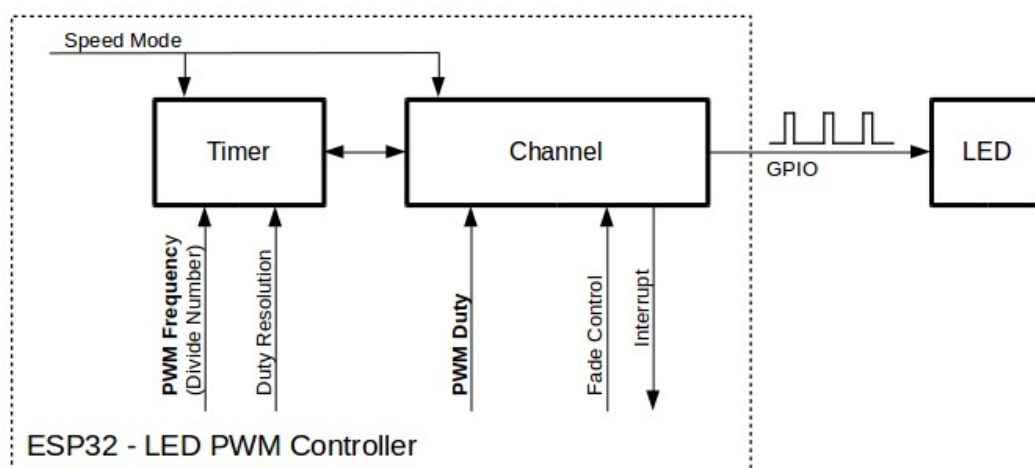 Speed Mode
Timer
Channel
GPIO
LED
PWM Frequency
(Divide Number)
Duty Resolution
PWM Duty
Fade Control
Interrupt
ESP32 - LED PWM Controller